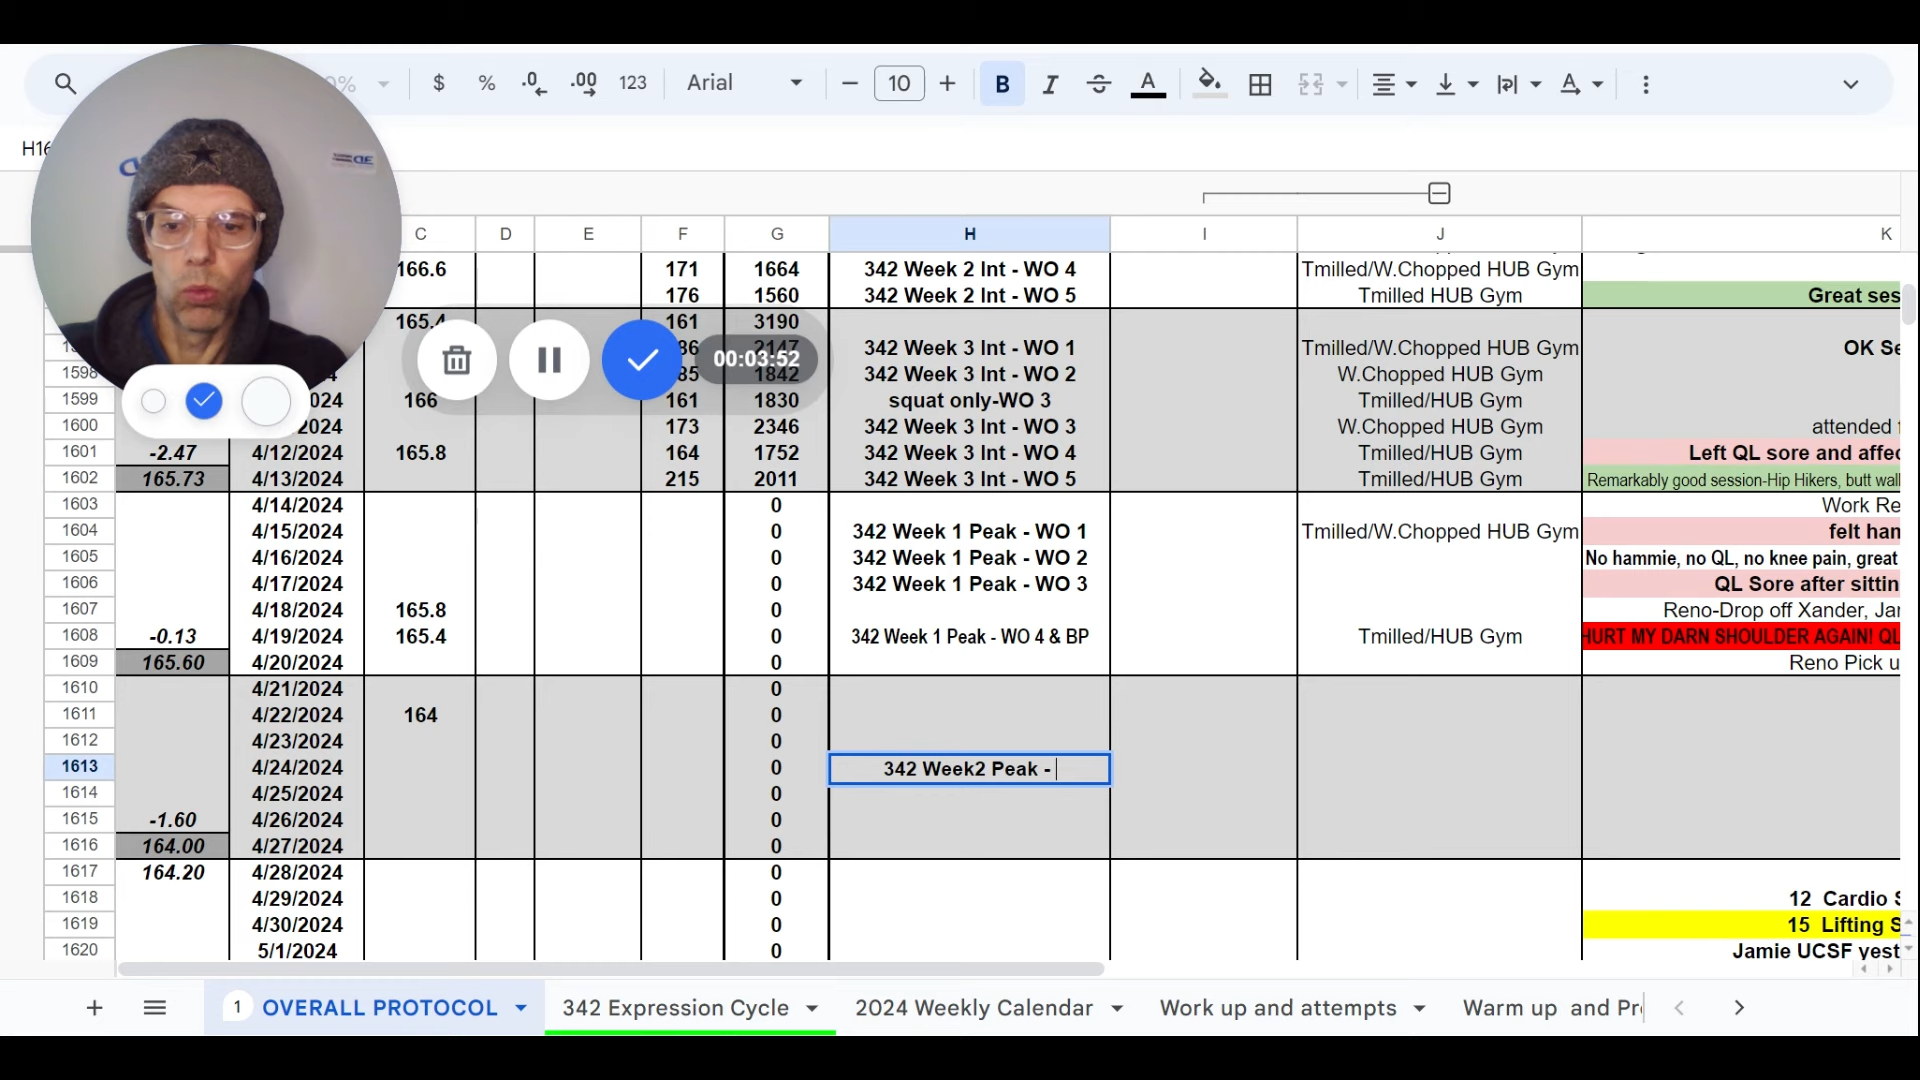 $ % .0 .00 123 Arial 10 B I A A
C D E F G H I J K
166.6 171 1664 342 Week 2 Int - WO 4 Tmilled/W.Chopped HUB Gym
176 1560 342 Week 2 Int - WO 5 Tmilled HUB Gym Great ses
161 3190
342 Week 3 Int - WO 1 Tmilled/W.Chopped HUB Gym OK Se
1598 1842 342 Week 3 Int - WO 2 W.Chopped HUB Gym
1599 166 161 1830 squat only-WO 3 Tmilled/HUB Gym
1600 173 2346 342 Week 3 Int - WO 3 W.Chopped HUB Gym attended
1601 -2.47 4/12/2024 165.8 164 1752 342 Week 3 Int - WO 4 Tmilled/HUB Gym Left QL sore and affec
1602 165.73 4/13/2024 215 2011 342 Week 3 Int - WO 5 Tmilled/HUB Gym Remarkably good session-Hip Hikers, butt wal
1603 4/14/2024 0 Work Re
1604 4/15/2024 0 342 Week 1 Peak - WO 1 Tmilled/W.Chopped HUB Gym felt ham
1605 4/16/2024 0 342 Week 1 Peak - WO 2 No hammie, no QL, no knee pain, great
1606 4/17/2024 0 342 Week 1 Peak - WO 3 QL Sore after sittin
1607 4/18/2024 165.8 0 Reno-Drop off Xander, Jar
1608 -0.13 4/19/2024 165.4 0 342 Week 1 Peak - WO 4 & BP Tmilled/HUB Gym HURT MY DARN SHOULDER AGAIN! QL
1609 165.60 4/20/2024 0 Reno Pick u
1610 4/21/2024 0
1611 4/22/2024 164 0
1612 4/23/2024 0
1613 4/24/2024 0 342 Week2 Peak -
1614 4/25/2024 0
1615 -1.60 4/26/2024 0
1616 164.00 4/27/2024 0
1617 164.20 4/28/2024 0
1618 4/29/2024 0 12 Cardio S
1619 4/30/2024 0 15 Lifting S
1620 5/1/2024 0 Jamie UCSF yest
00:03:52
1 OVERALL PROTOCOL 342 Expression Cycle 2024 Weekly Calendar Work up and attempts Warm up and Pr